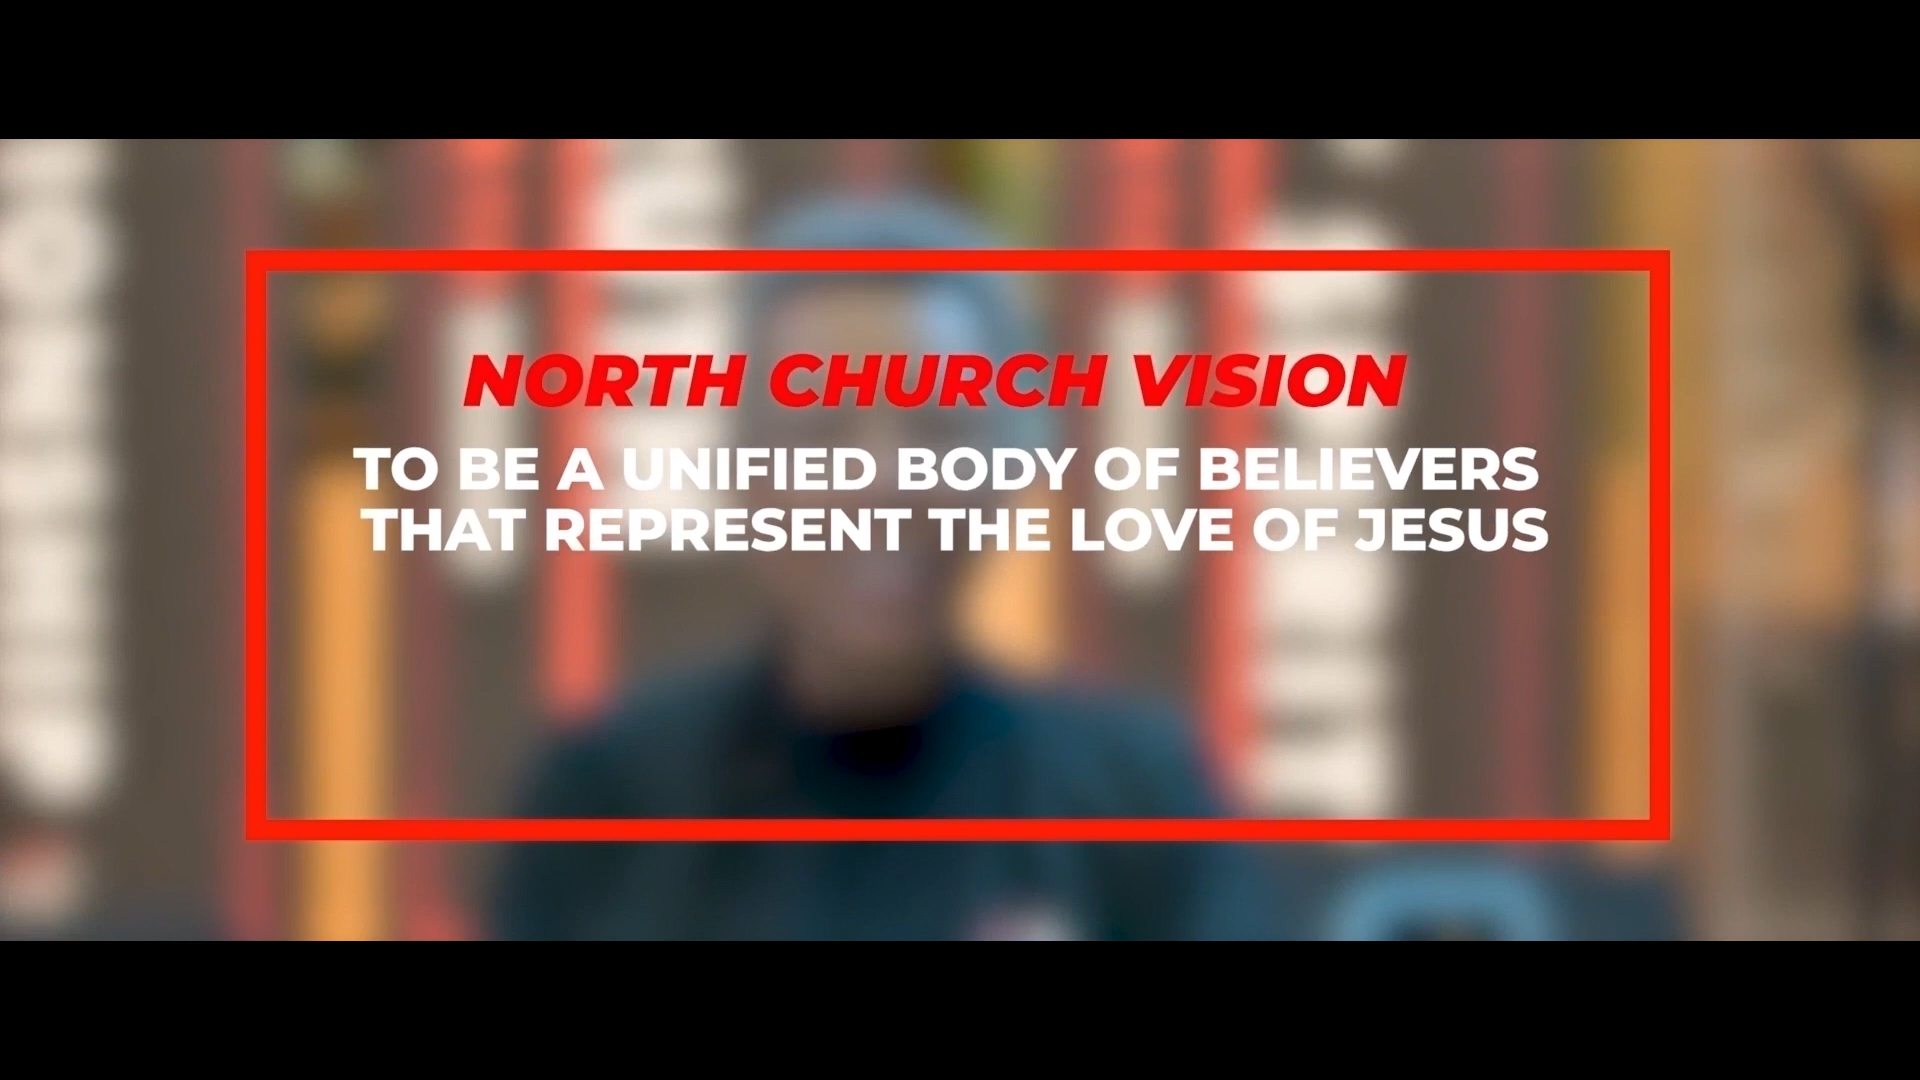 NORTH CHURCH VISION
TO BE A UNIFIED BODY OF BELIEVERS
THAT REPRESENT THE LOVE OF JESUS